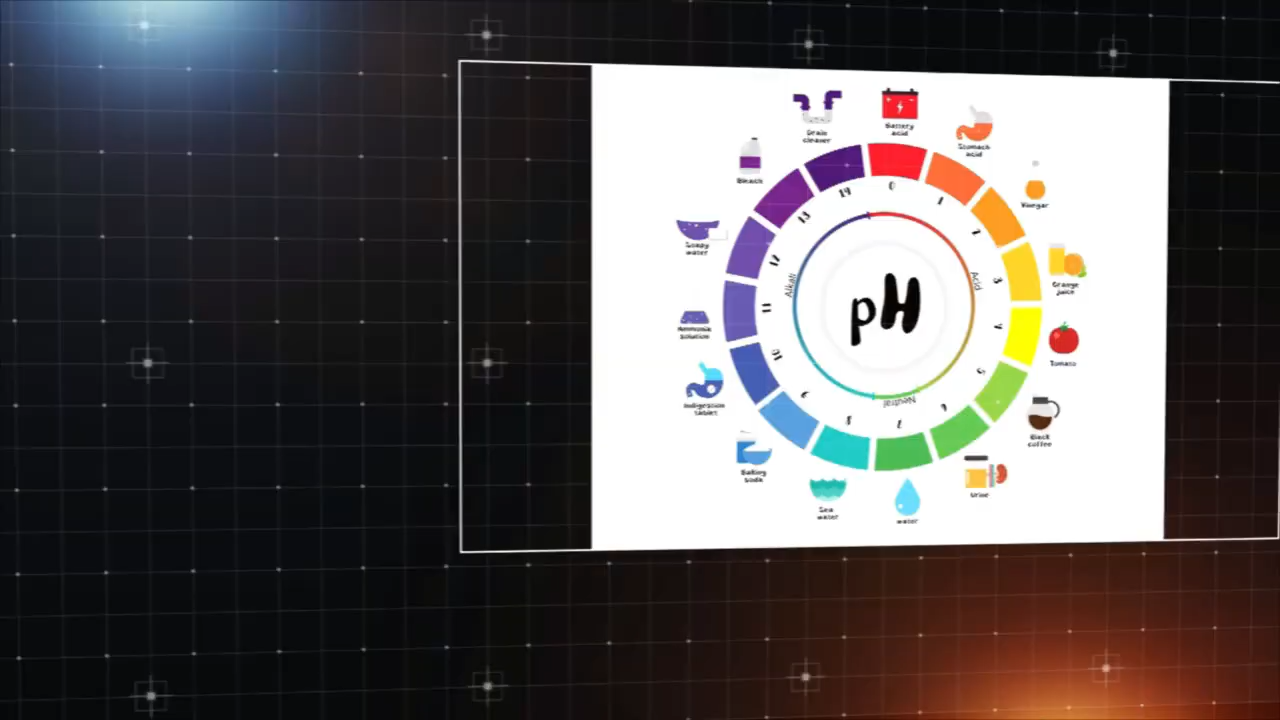 Drain
cleaner
Battery
acid
Stomach
acid
Vinegar
Orange
juice
Tomato
Black
coffee
Urine
water
Sea
water
Baking
soda
Indigestion
tablet
Ammonia
solution
Soapy
water
Bleach
0
1
2
3
4
5
6
7
8
9
10
11
12
13
14
Acid
Neutral
Alkali
pH